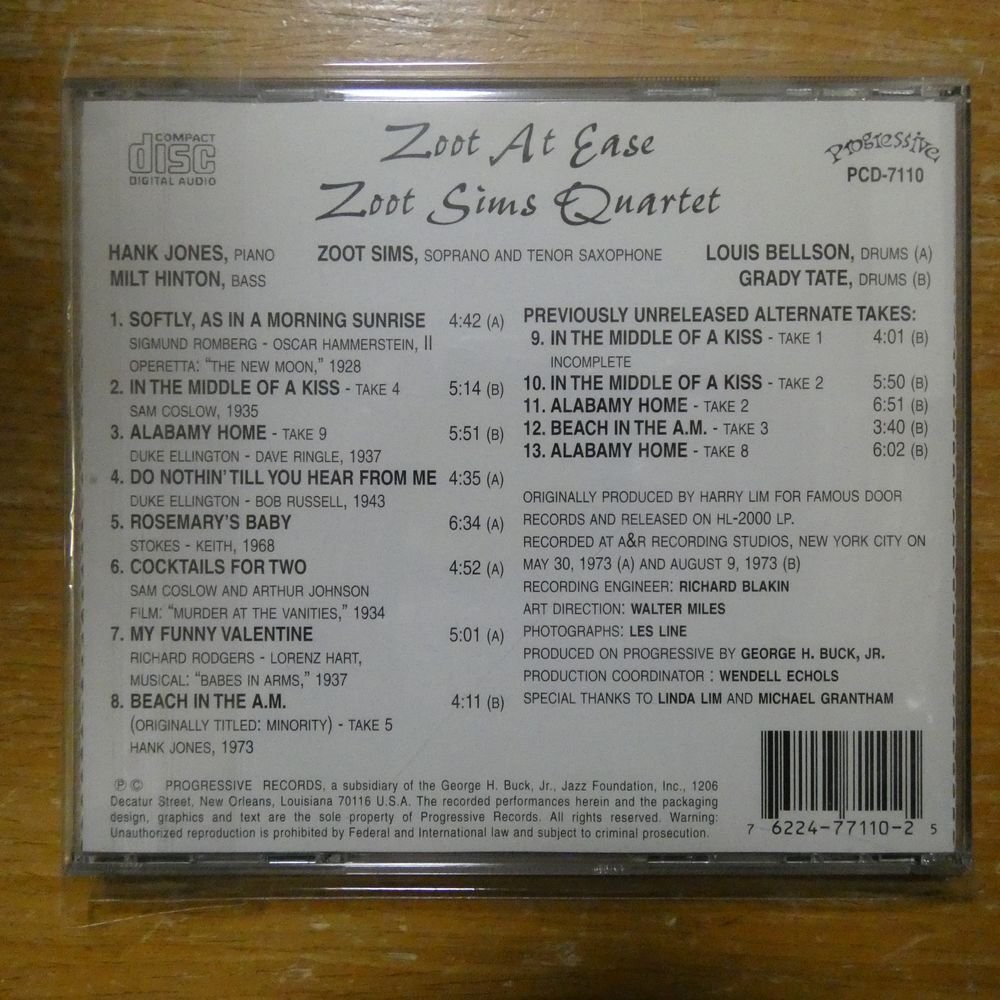 COMPACT
disc
DIGITAL AUDIO
Zoot At Ease
Zoot Sims Quartet
Progressive
PCD-7110
HANK JONES, PIANO
MILT HINTON, BASS
ZOOT SIMS, SOPRANO AND TENOR SAXOPHONE
LOUIS BELLSON, DRUMS (A)
GRADY TATE, DRUMS (B)
1. SOFTLY, AS IN A MORNING SUNRISE 4:42 (A)
SIGMUND ROMBERG - OSCAR HAMMERSTEIN, II
OPERETTA: "THE NEW MOON," 1928
2. IN THE MIDDLE OF A KISS - TAKE 4 5:14 (B)
SAM COSLOW, 1935
3. ALABAMY HOME - TAKE 9 5:51 (B)
DUKE ELLINGTON - DAVE RINGLE, 1937
4. DO NOTHIN' TILL YOU HEAR FROM ME 4:35 (A)
DUKE ELLINGTON - BOB RUSSELL, 1943
5. ROSEMARY'S BABY 6:34 (A)
STOKES - KEITH, 1968
6. COCKTAILS FOR TWO 4:52 (A)
SAM COSLOW AND ARTHUR JOHNSON
FILM: "MURDER AT THE VANITIES," 1934
7. MY FUNNY VALENTINE 5:01 (A)
RICHARD RODGERS - LORENZ HART,
MUSICAL: "BABES IN ARMS," 1937
8. BEACH IN THE A.M. 4:11 (B)
(ORIGINALLY TITLED: MINORITY) - TAKE 5
HANK JONES, 1973
PREVIOUSLY UNRELEASED ALTERNATE TAKES:
9. IN THE MIDDLE OF A KISS - TAKE 1 4:01 (B)
INCOMPLETE
10. IN THE MIDDLE OF A KISS - TAKE 2 5:50 (B)
11. ALABAMY HOME - TAKE 2 6:51 (B)
12. BEACH IN THE A.M. - TAKE 3 3:40 (B)
13. ALABAMY HOME - TAKE 8 6:02 (B)
ORIGINALLY PRODUCED BY HARRY LIM FOR FAMOUS DOOR
RECORDS AND RELEASED ON HL-2000 LP.
RECORDED AT A&R RECORDING STUDIOS, NEW YORK CITY ON
MAY 30, 1973 (A) AND AUGUST 9, 1973 (B)
RECORDING ENGINEER: RICHARD BLAKIN
ART DIRECTION: WALTER MILES
PHOTOGRAPHS: LES LINE
PRODUCED ON PROGRESSIVE BY GEORGE H. BUCK, JR.
PRODUCTION COORDINATOR : WENDELL ECHOLS
SPECIAL THANKS TO LINDA LIM AND MICHAEL GRANTHAM
℗ © PROGRESSIVE RECORDS, a subsidiary of the George H. Buck, Jr., Jazz Foundation, Inc., 1206
Decatur Street, New Orleans, Louisiana 70116 U.S.A. The recorded performances herein and the packaging
design, graphics and text are the sole property of Progressive Records. All rights reserved. Warning:
Unauthorized reproduction is prohibited by Federal and International law and subject to criminal prosecution.
7 6224-77110-2 5